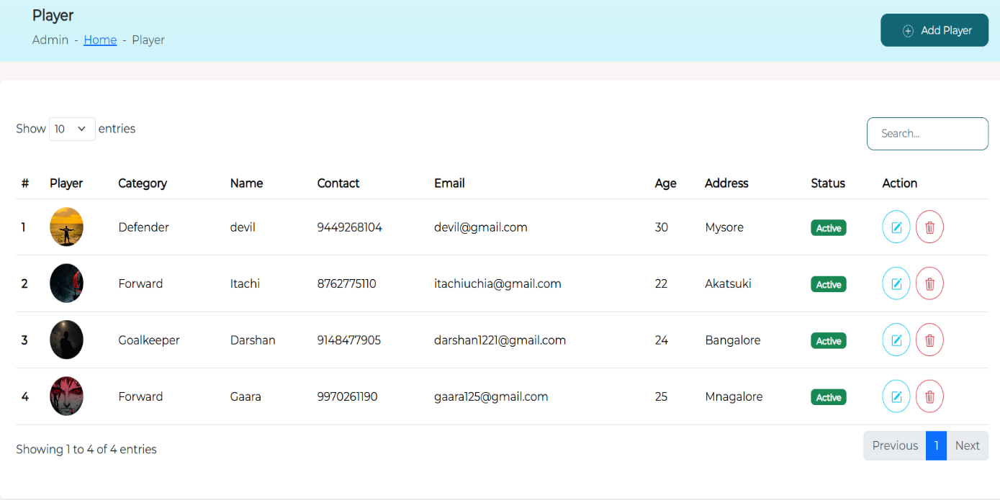 Player
Admin - Home - Player
Add Player
Show 10 entries
Search...
# Player Category Name Contact Email Age Address Status Action
1 Defender devil 9449268104 devil@gmail.com 30 Mysore Active
2 Forward Itachi 8762775110 itachiuchia@gmail.com 22 Akatsuki Active
3 Goalkeeper Darshan 9148477905 darshan1221@gmail.com 24 Bangalore Active
4 Forward Gaara 9970261190 gaara125@gmail.com 25 Mnagalore Active
Showing 1 to 4 of 4 entries
Previous 1 Next